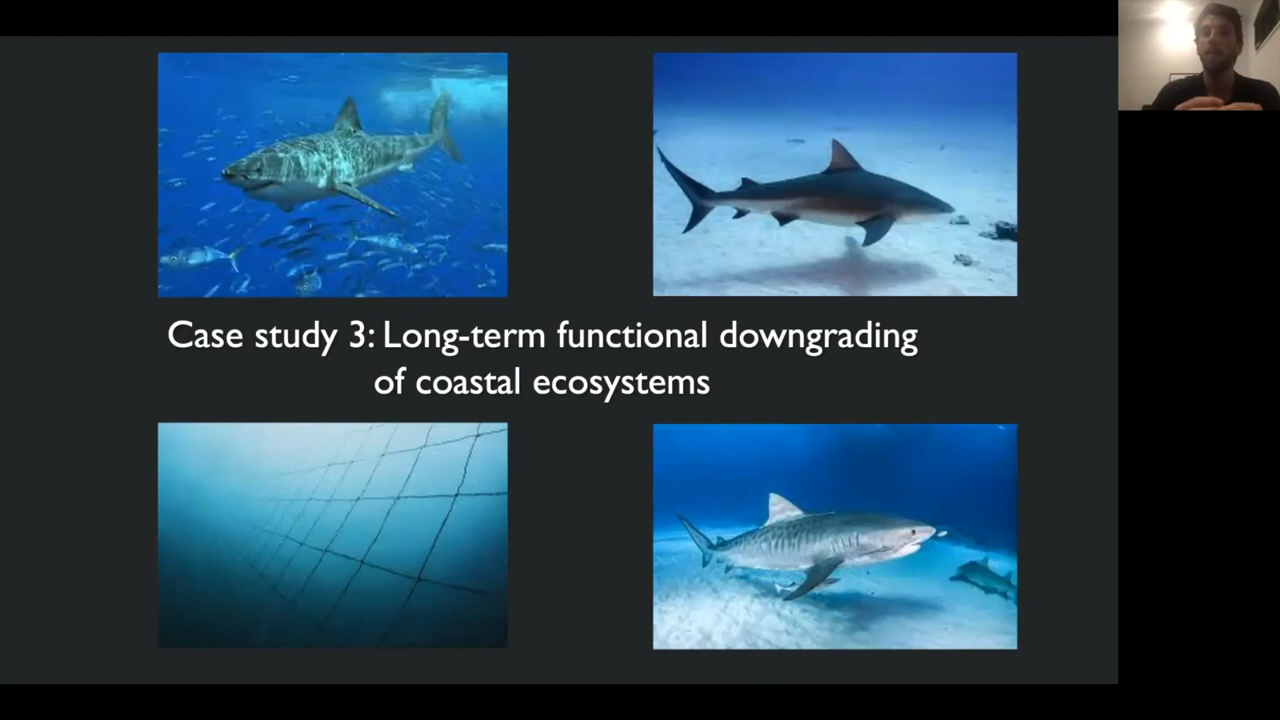 Case study 3: Long-term functional downgrading
of coastal ecosystems